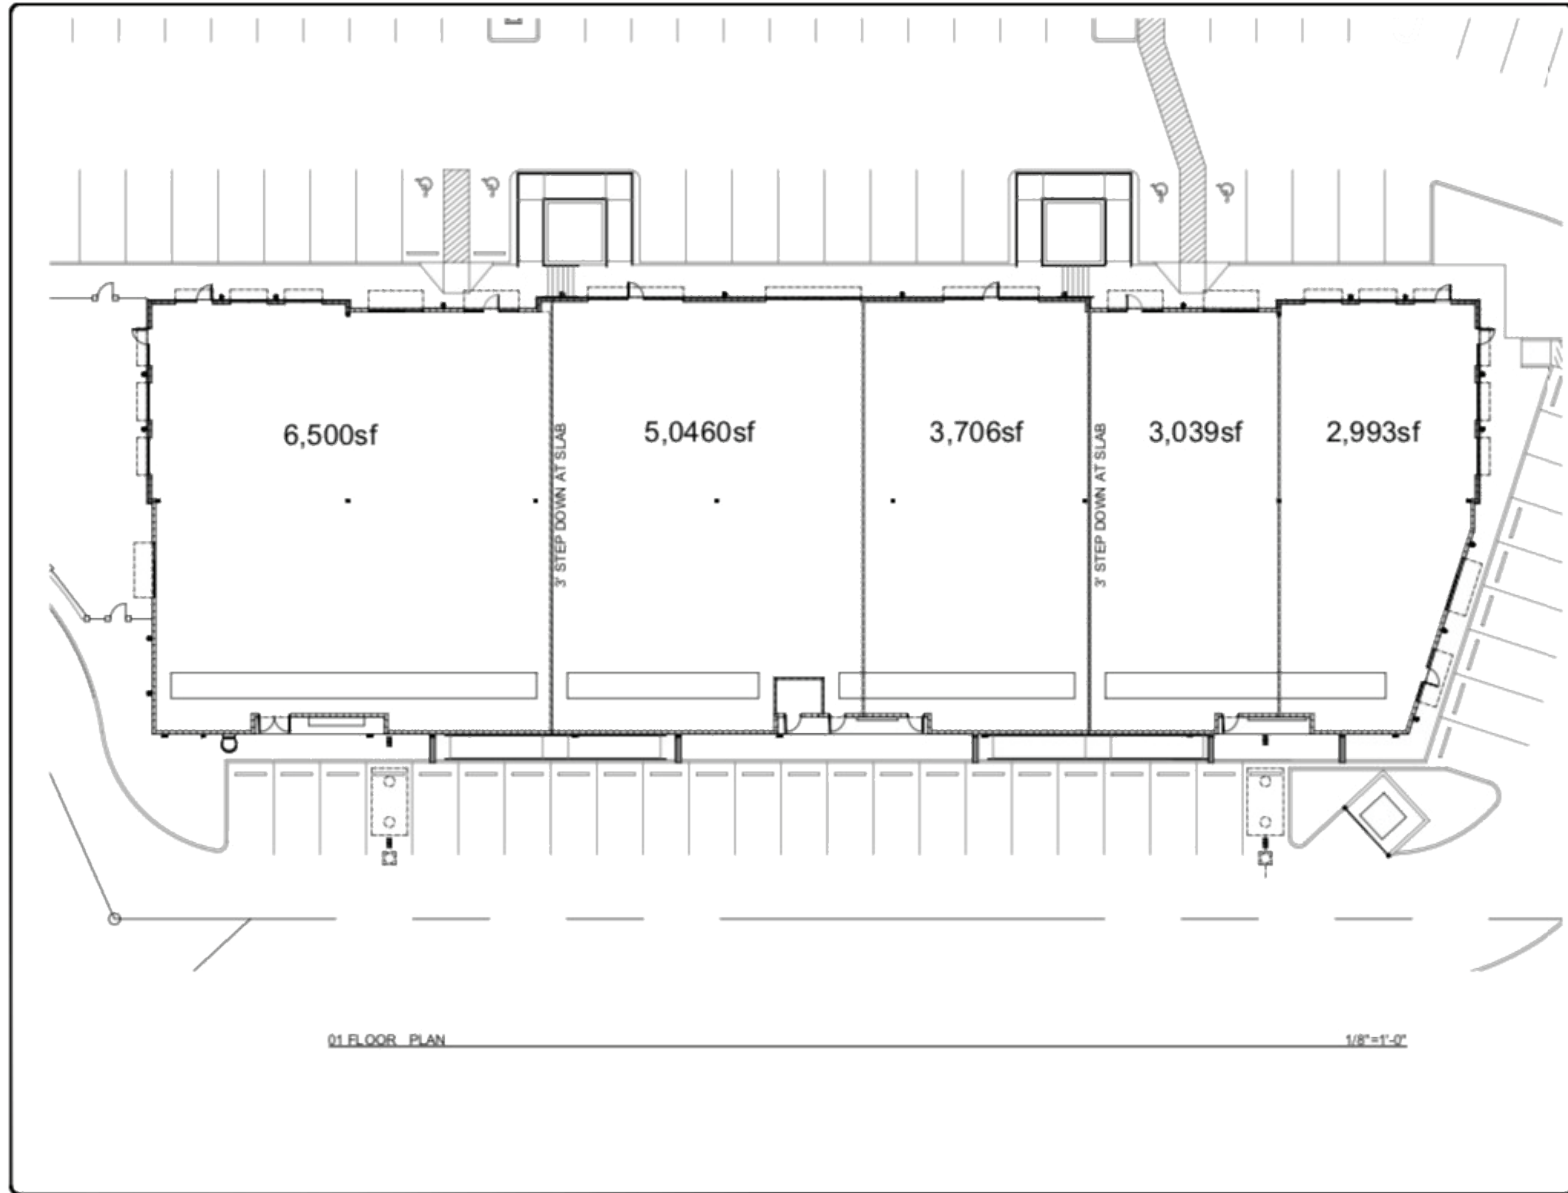 6,500sf
5,0460sf
3,706sf
3,039sf
2,993sf
3' STEP DOWN AT SLAB
3' STEP DOWN AT SLAB
01 FLOOR PLAN
1/8"=1'-0"